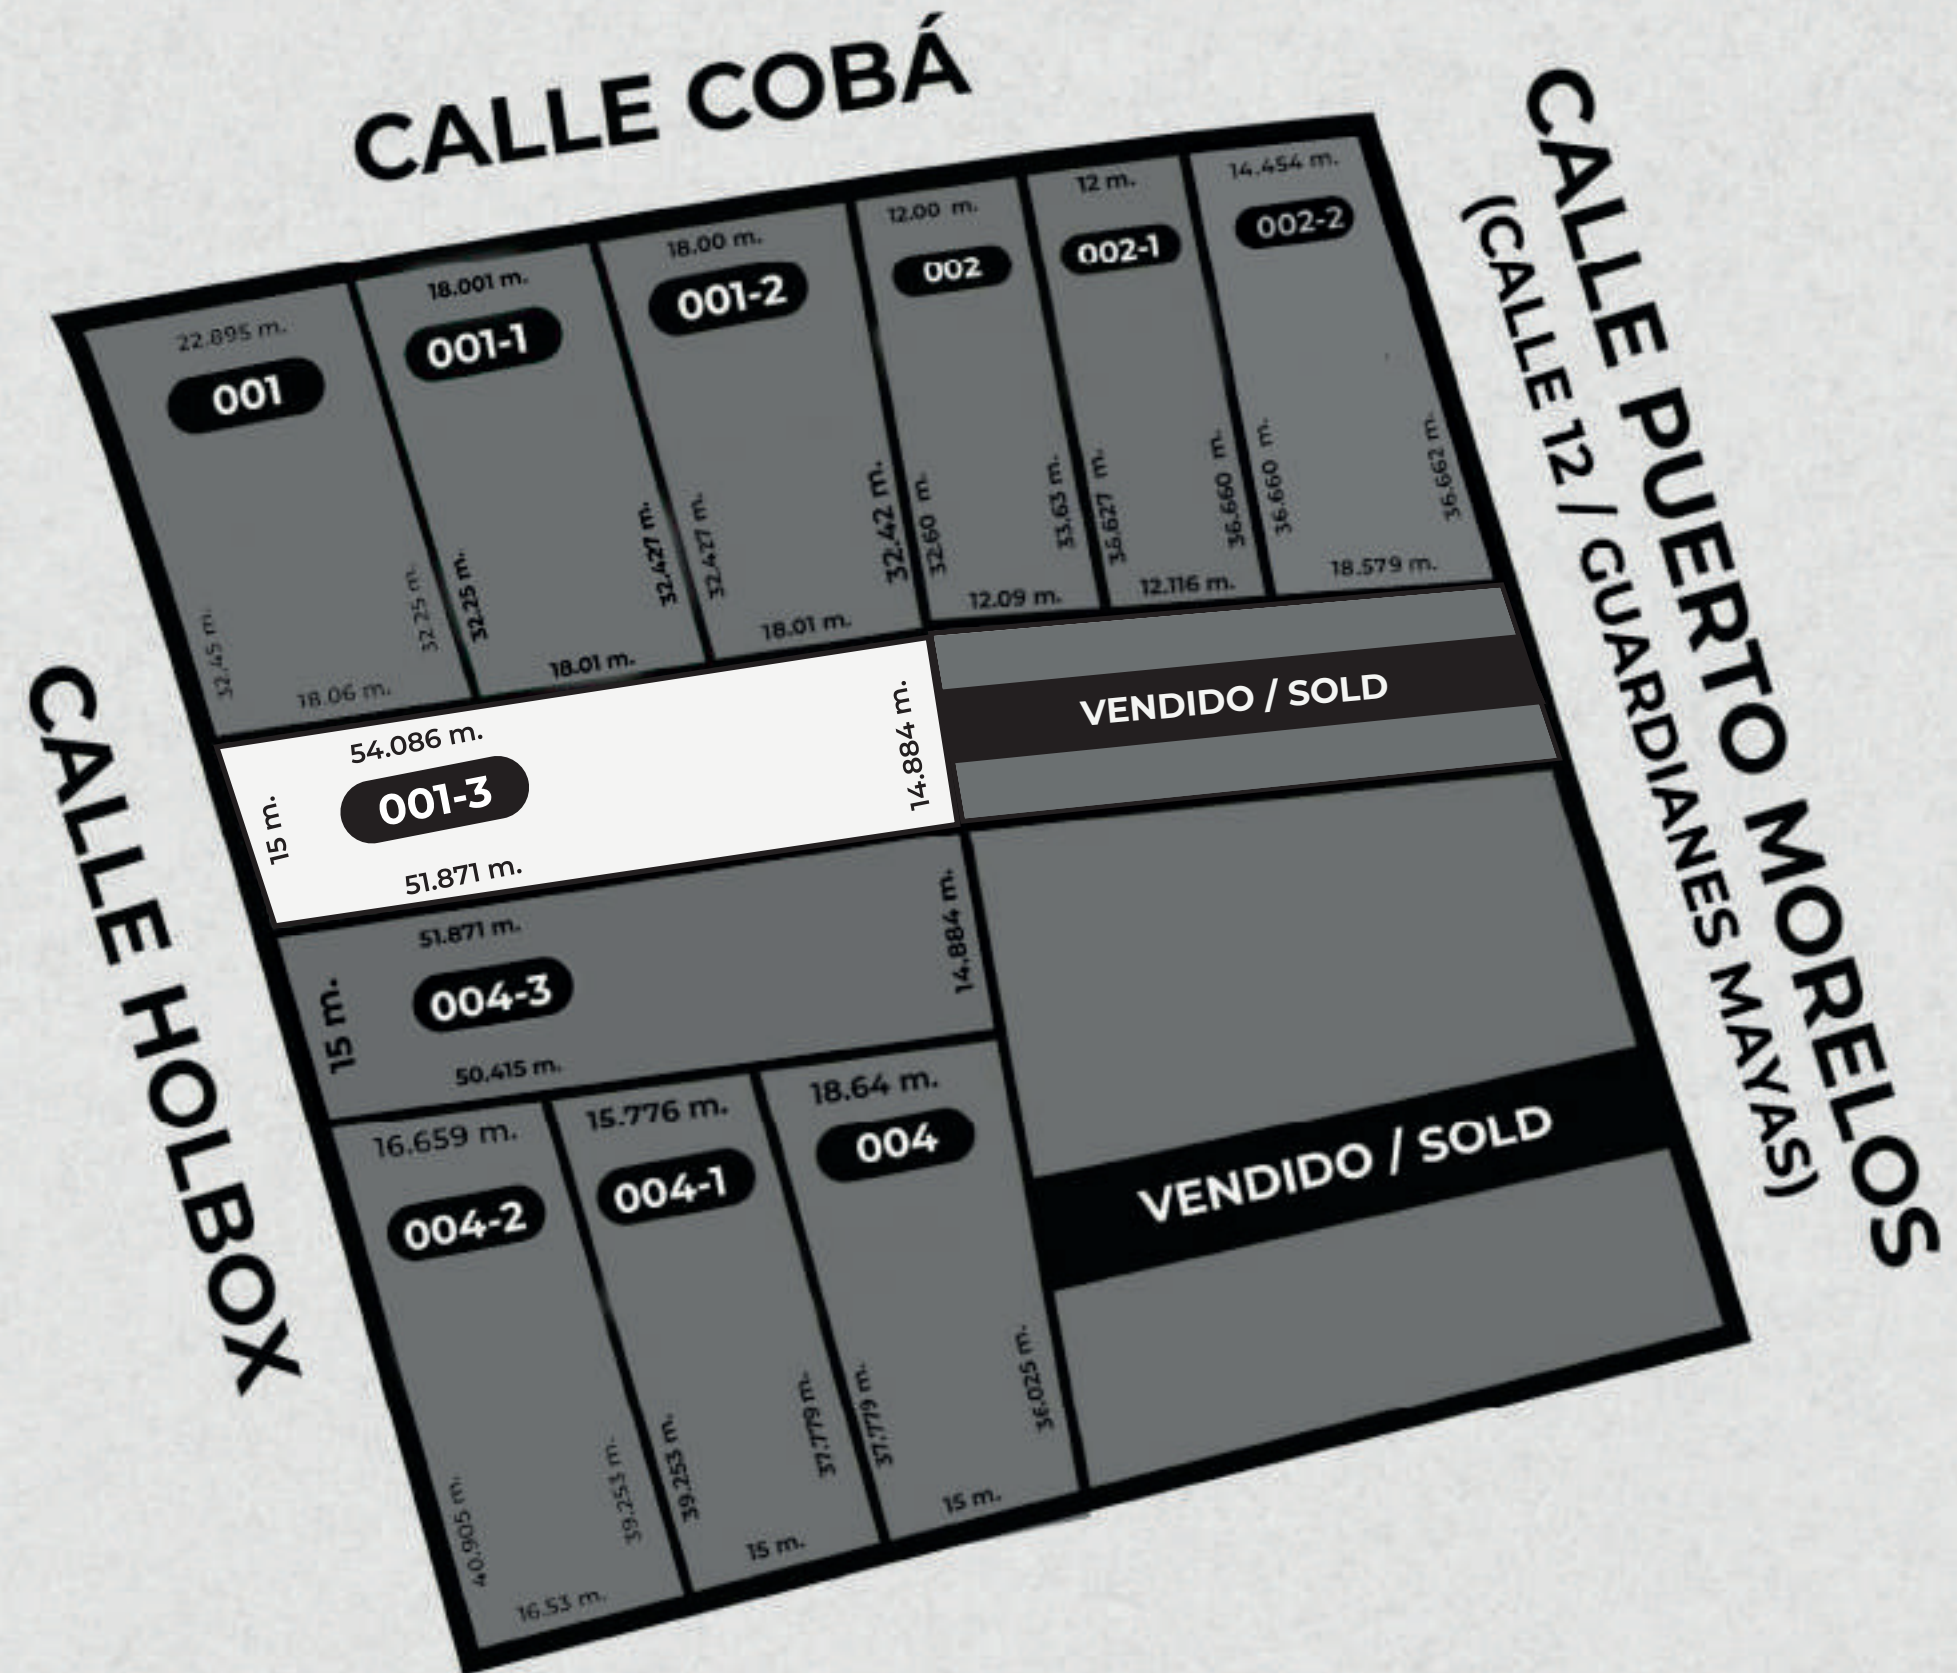 CALLE COBÁ
CALLE PUERTO MORELOS
(CALLE 12 / GUARDIANES MAYAS)
CALLE HOLBOX
22.895 m.
001
32.45 m.
32.25 m.
18.06 m.
18.001 m.
001-1
32.25 m.
32.427 m.
18.01 m.
18.00 m.
001-2
32.427 m.
32.42 m.
18.01 m.
12.00 m.
002
32.60 m.
33.63 m.
12.09 m.
12 m.
002-1
36.627 m.
36.660 m.
12.116 m.
14.454 m.
002-2
36.660 m.
36.662 m.
18.579 m.
54.086 m.
001-3
15 m.
14.884 m.
51.871 m.
VENDIDO / SOLD
51.871 m.
004-3
15 m.
14.884 m.
50.415 m.
16.659 m.
004-2
40.905 m.
39.253 m.
16.53 m.
15.776 m.
004-1
39.253 m.
37.779 m.
15 m.
18.64 m.
004
37.779 m.
36.025 m.
15 m.
VENDIDO / SOLD